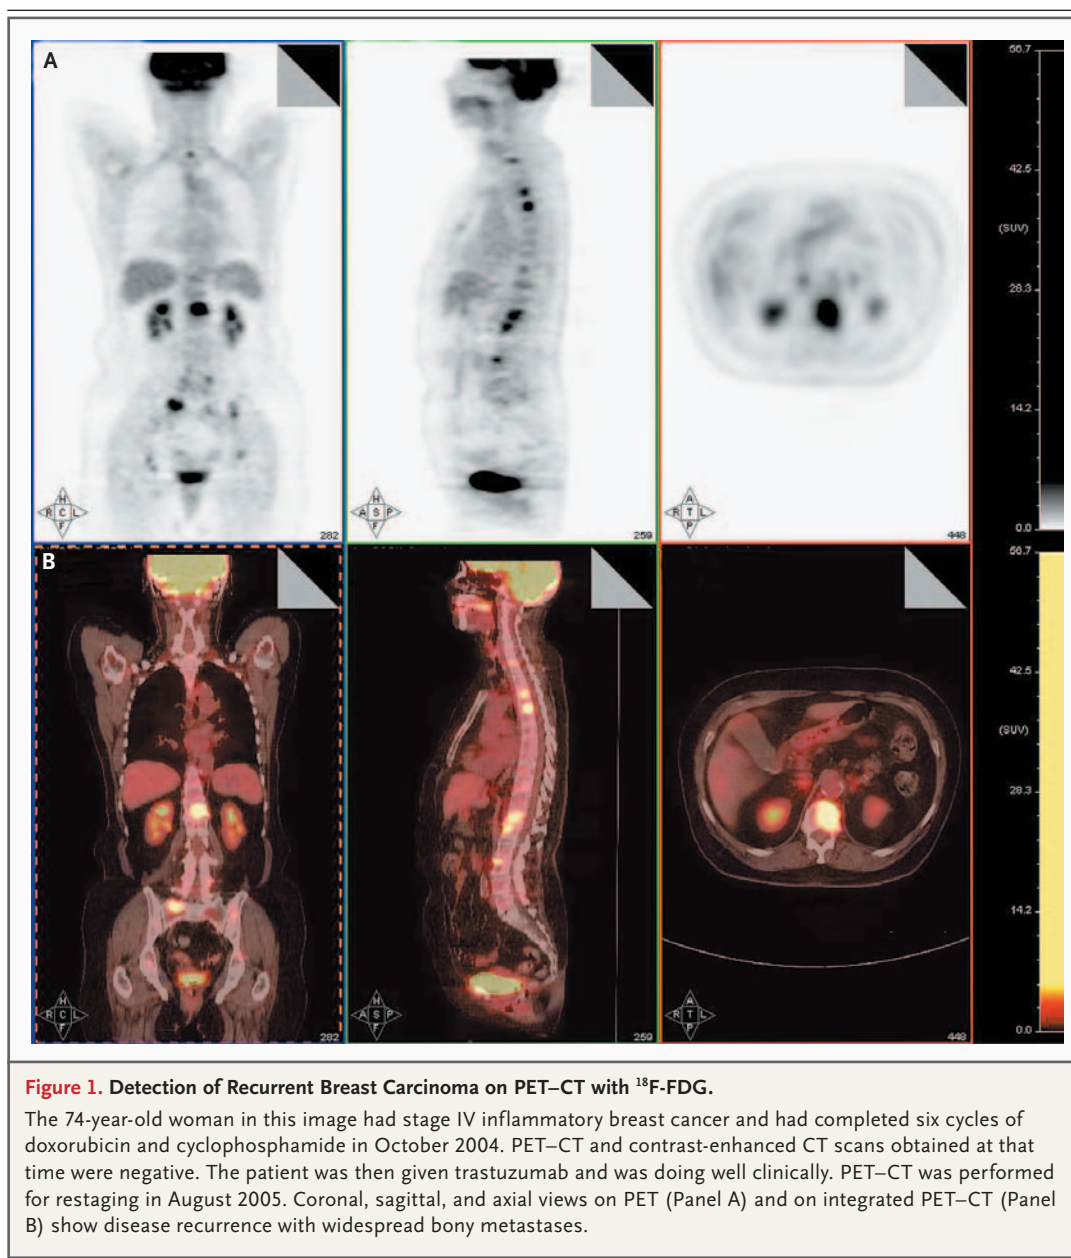 A
56.7
42.5
(SUV)
28.3
14.2
0.0
H
R C L
F
282
H
A S P
F
259
A
R T L
P
448
B
56.7
42.5
(SUV)
28.3
14.2
0.0
H
R C L
F
282
H
A S P
F
259
A
R T L
P
448
Figure 1. Detection of Recurrent Breast Carcinoma on PET–CT with ¹⁸F-FDG.
The 74-year-old woman in this image had stage IV inflammatory breast cancer and had completed six cycles of
doxorubicin and cyclophosphamide in October 2004. PET–CT and contrast-enhanced CT scans obtained at that
time were negative. The patient was then given trastuzumab and was doing well clinically. PET–CT was performed
for restaging in August 2005. Coronal, sagittal, and axial views on PET (Panel A) and on integrated PET–CT (Panel
B) show disease recurrence with widespread bony metastases.